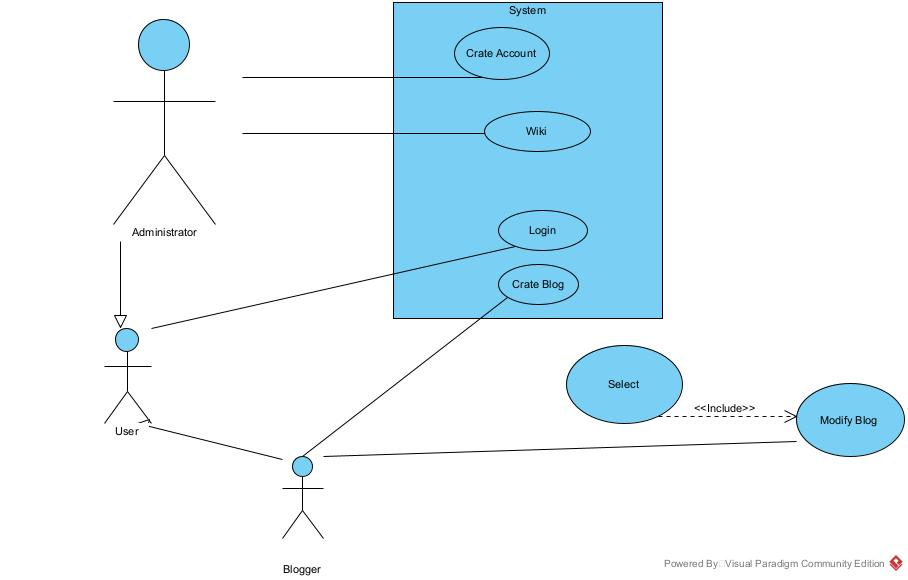 System
Crate Account
Wiki
Administrator
Login
Crate Blog
Select
<<Include>>
Modify Blog
User
Blogger
Powered By Visual Paradigm Community Edition